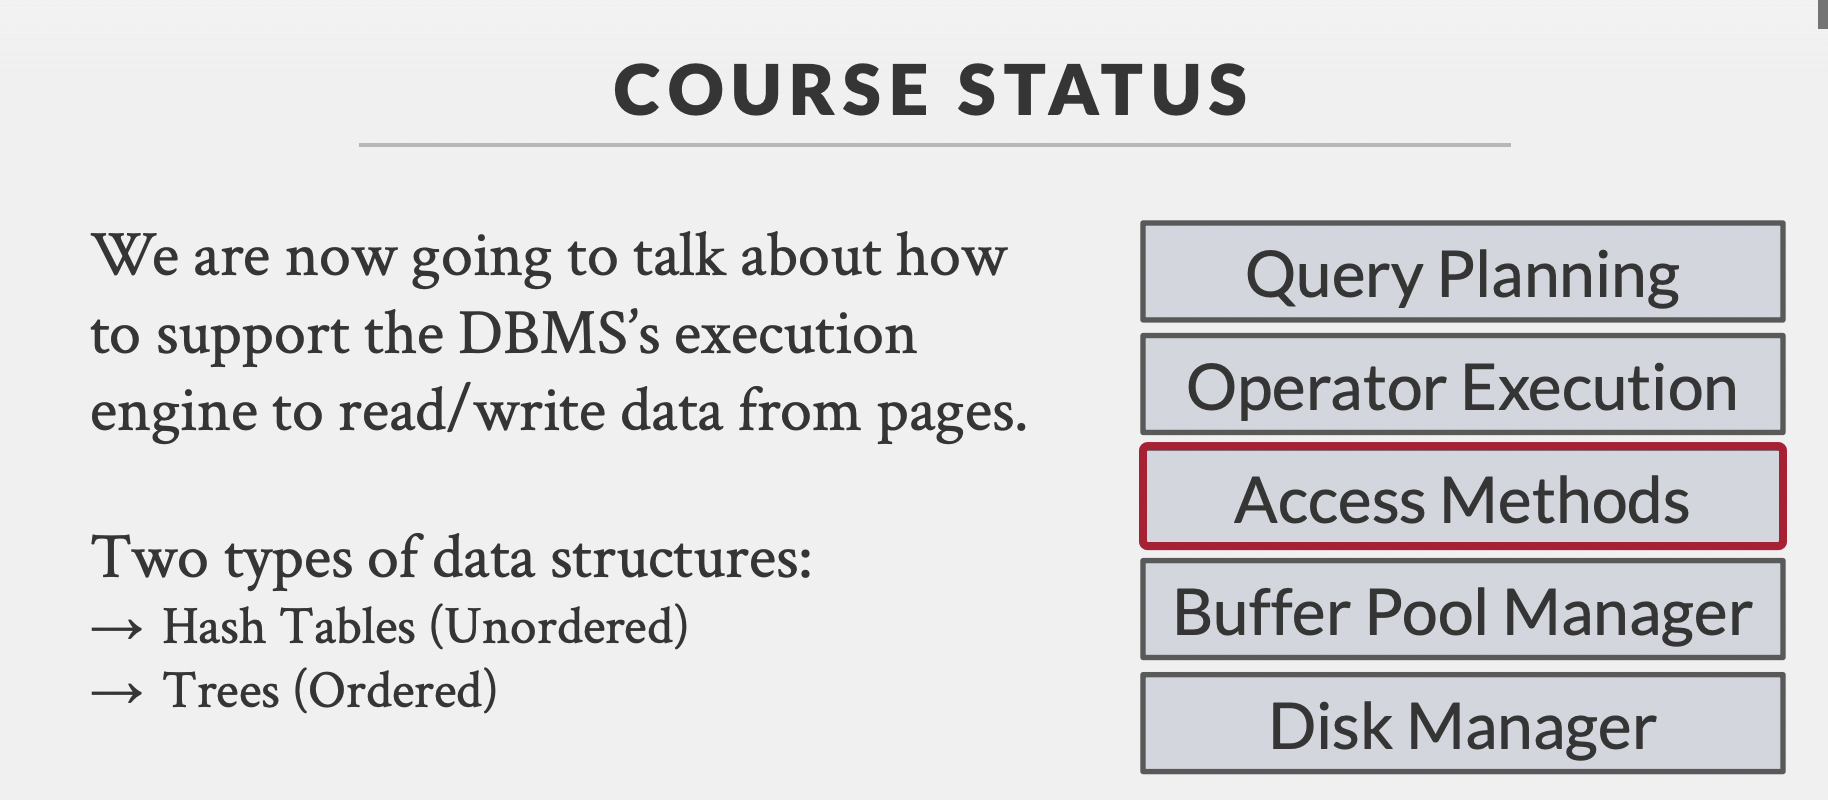 COURSE STATUS
We are now going to talk about how
to support the DBMS’s execution
engine to read/write data from pages.
Two types of data structures:
→ Hash Tables (Unordered)
→ Trees (Ordered)
Query Planning
Operator Execution
Access Methods
Buffer Pool Manager
Disk Manager